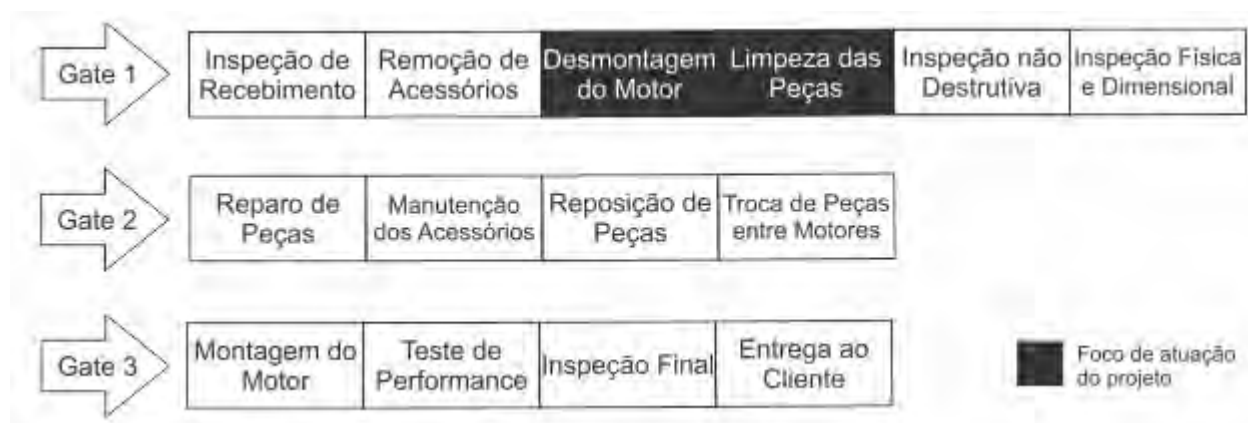 Gate 1
Inspeção de
Recebimento
Remoção de
Acessórios
Desmontagem
do Motor
Limpeza das
Peças
Inspeção não
Destrutiva
Inspeção Física
e Dimensional
Gate 2
Reparo de
Peças
Manutenção
dos Acessórios
Reposição de
Peças
Troca de Peças
entre Motores
Gate 3
Montagem do
Motor
Teste de
Performance
Inspeção Final
Entrega ao
Cliente
Foco de atuação
do projeto